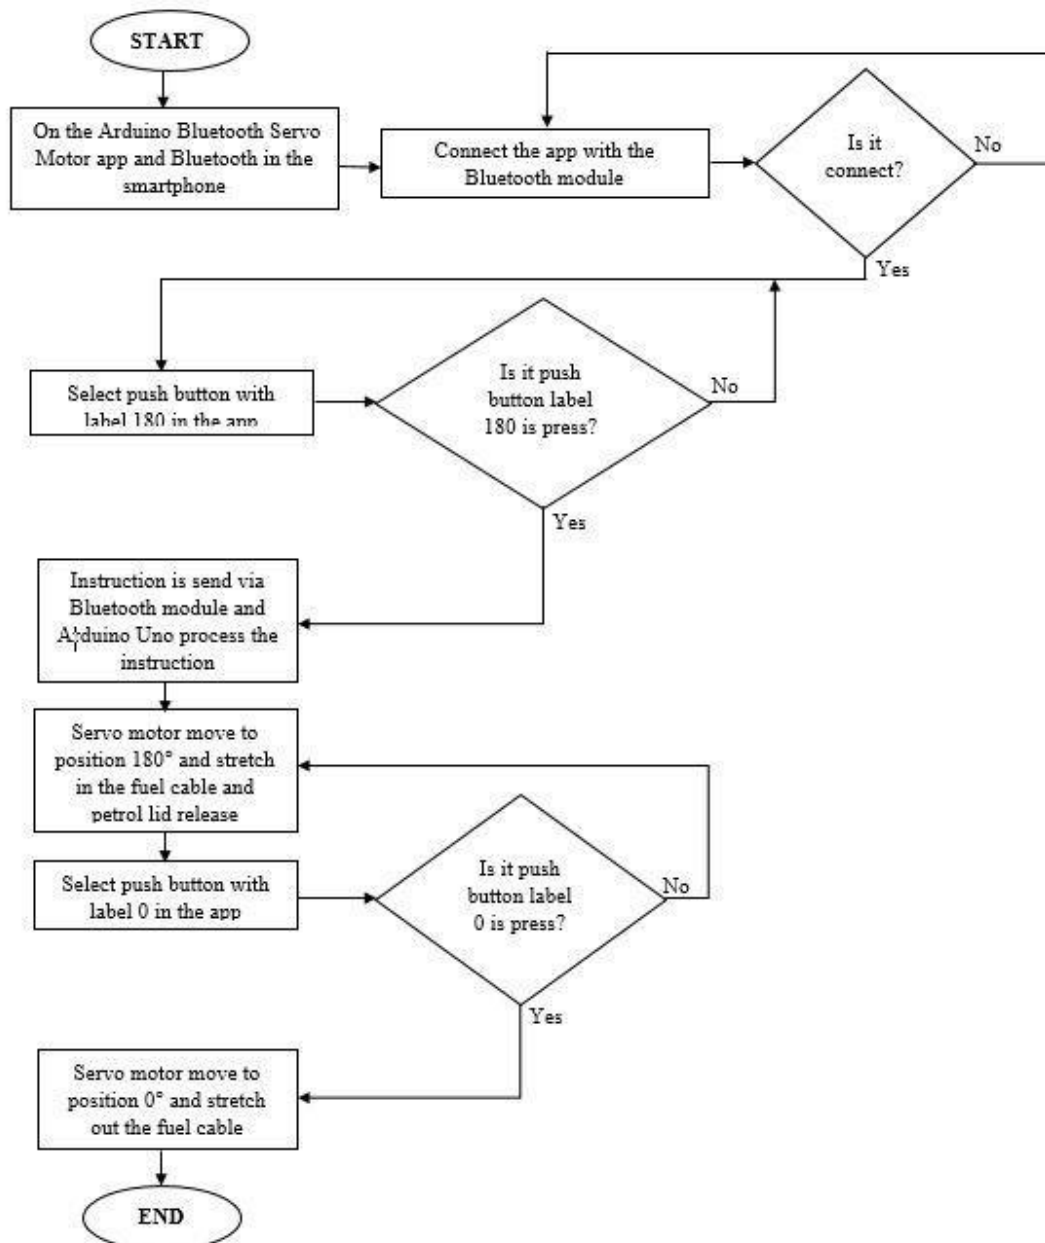 START
On the Arduino Bluetooth Servo
Motor app and Bluetooth in the
smartphone
Connect the app with the
Bluetooth module
Is it
connect?
No
Yes
Select push button with
label 180 in the app
Is it push
button label
180 is press?
No
Yes
Instruction is send via
Bluetooth module and
Arduino Uno process the
instruction
Servo motor move to
position 180° and stretch
in the fuel cable and
petrol lid release
Select push button with
label 0 in the app
Is it push
button label
0 is press?
No
Yes
Servo motor move to
position 0° and stretch
out the fuel cable
END